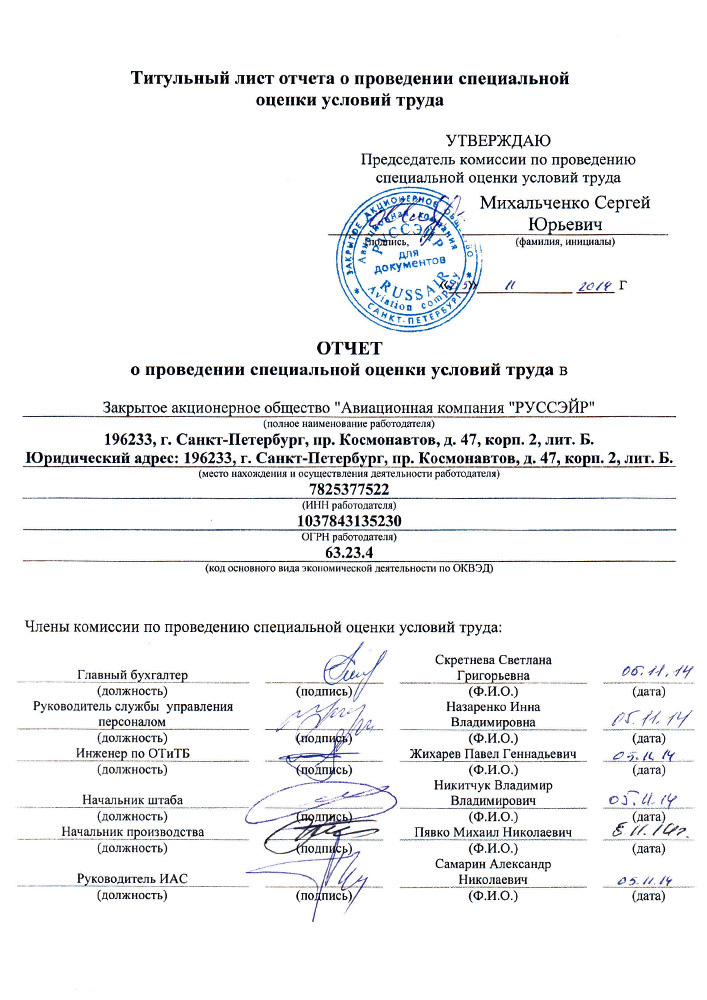 Титульный лист отчета о проведении специальной
оценки условий труда
УТВЕРЖДАЮ
Председатель комиссии по проведению
специальной оценки условий труда
Михальченко Сергей
Юрьевич
подпись,
(фамилия, инициалы)
ЗАКРЫТОЕ АКЦИОНЕРНОЕ ОБЩЕСТВО
Авиационная компания
РУССЭЙР
для
документов
RUSSAIR
Aviation company
* САНКТ-ПЕТЕРБУРГ *
11 2014 Г
ОТЧЕТ
о проведении специальной оценки условий труда в
Закрытое акционерное общество "Авиационная компания "РУССЭЙР"
(полное наименование работодателя)
196233, г. Санкт-Петербург, пр. Космонавтов, д. 47, корп. 2, лит. Б.
Юридический адрес: 196233, г. Санкт-Петербург, пр. Космонавтов, д. 47, корп. 2, лит. Б.
(место нахождения и осуществления деятельности работодателя)
7825377522
(ИНН работодателя)
1037843135230
ОГРН работодателя)
63.23.4
(код основного вида экономической деятельности по ОКВЭД)
Члены комиссии по проведению специальной оценки условий труда:
Скретнева Светлана
Главный бухгалтер Григорьевна 05.11.14
(должность) (подпись) (Ф.И.О.) (дата)
Руководитель службы управления Назаренко Инна
персоналом Владимировна 05.11.14
(должность) (подпись) (Ф.И.О.) (дата)
Инженер по ОТиТБ Жихарев Павел Геннадьевич 05.11.14
(должность) (подпись) (Ф.И.О.) (дата)
Никитчук Владимир
Начальник штаба Владимирович 05.11.14
(должность) (подпись) (Ф.И.О.) (дата)
Начальник производства Пявко Михаил Николаевич 5.11.14г.
(должность) (подпись) (Ф.И.О.) (дата)
Самарин Александр
Руководитель ИАС Николаевич 05.11.14
(должность) (подпись) (Ф.И.О.) (дата)